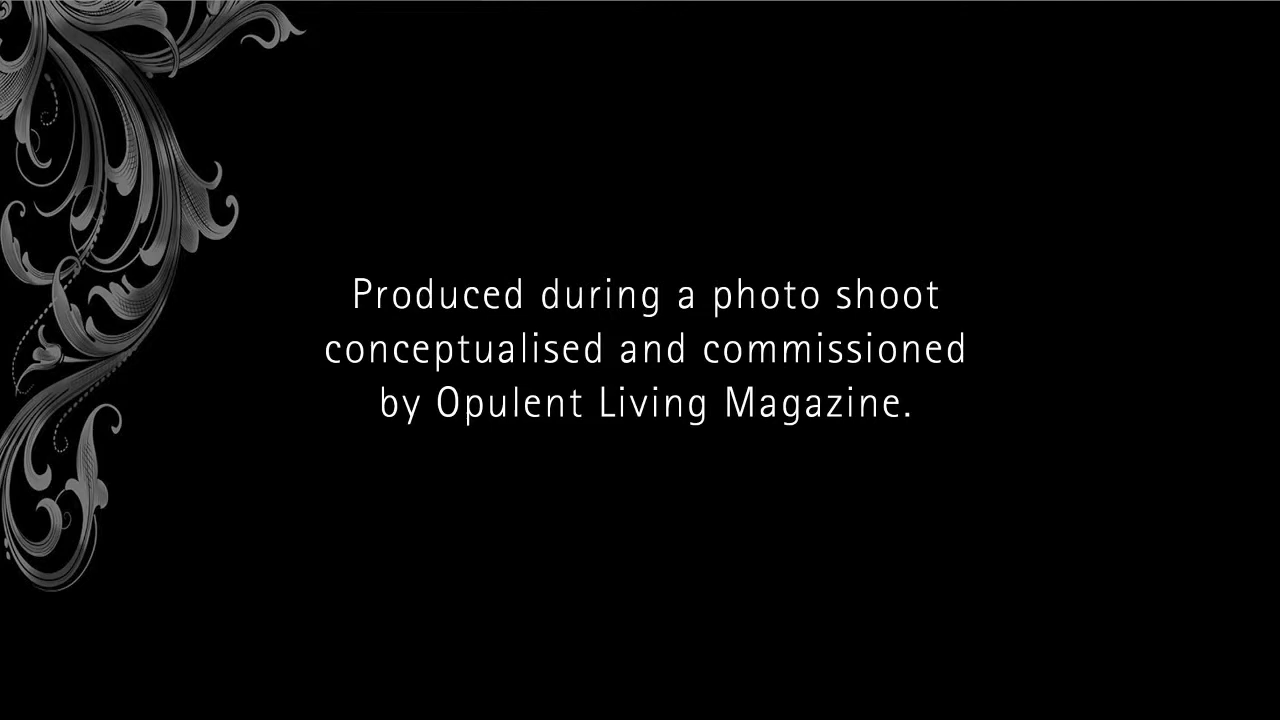 Produced during a photo shoot
conceptualised and commissioned
by Opulent Living Magazine.